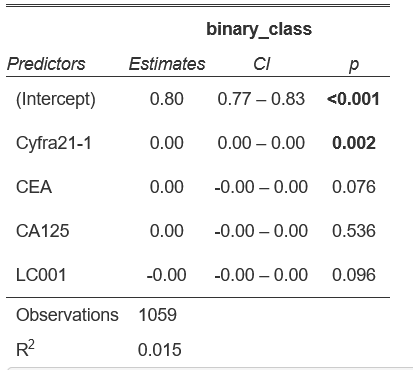 binary_class
Predictors Estimates CI p
(Intercept) 0.80 0.77 – 0.83 <0.001
Cyfra21-1 0.00 0.00 – 0.00 0.002
CEA 0.00 -0.00 – 0.00 0.076
CA125 0.00 -0.00 – 0.00 0.536
LC001 -0.00 -0.00 – 0.00 0.096
Observations 1059
R² 0.015